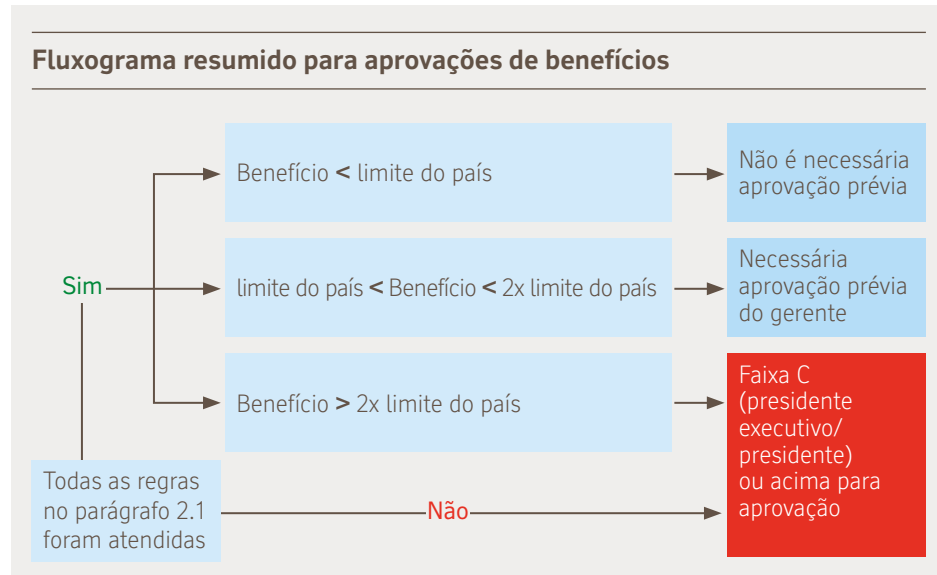 Fluxograma resumido para aprovações de benefícios
Benefício < limite do país
Não é necessária
aprovação prévia
Sim
limite do país < Benefício < 2x limite do país
Necessária
aprovação prévia
do gerente
Benefício > 2x limite do país
Faixa C
(presidente
executivo/
presidente)
ou acima para
aprovação
Todas as regras
no parágrafo 2.1
foram atendidas
Não